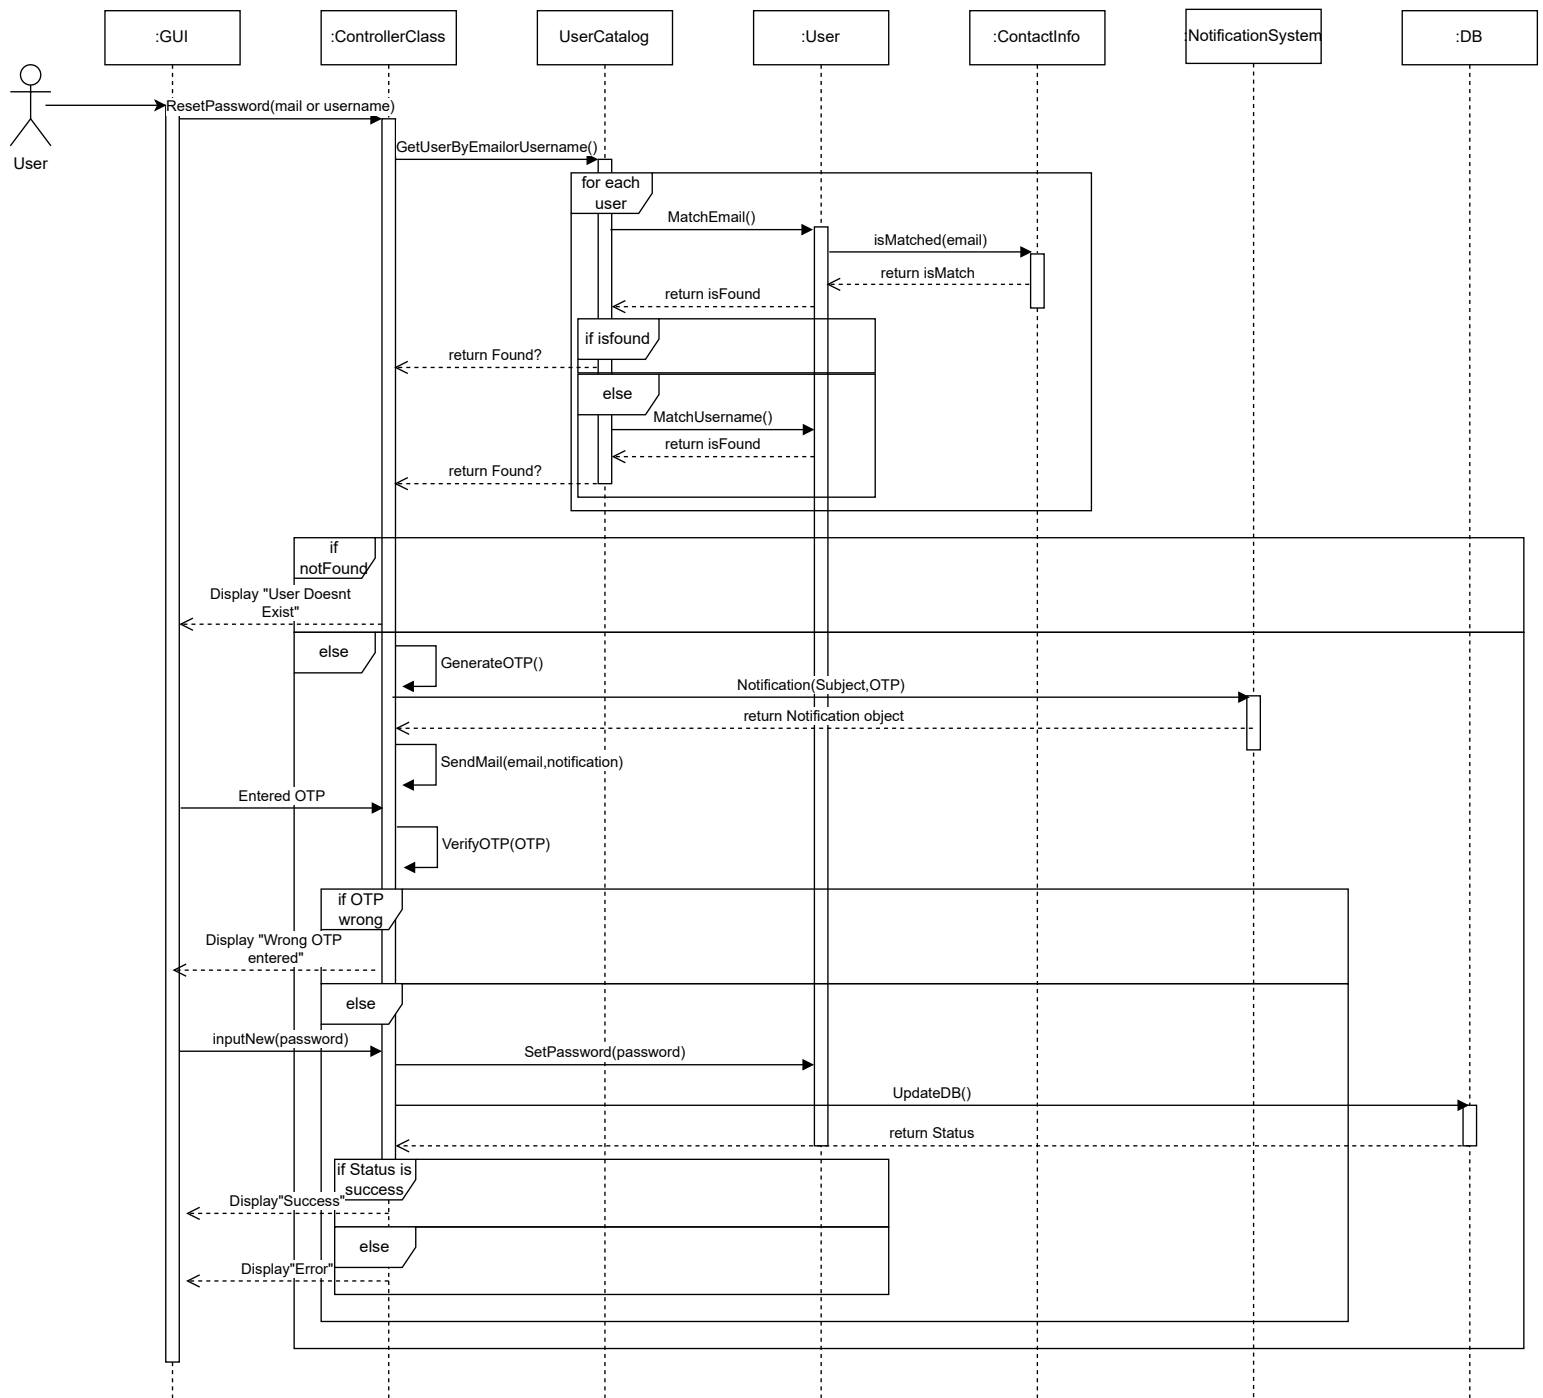 :GUI
:ControllerClass
UserCatalog
:User
:ContactInfo
:NotificationSystem
:DB
User
ResetPassword(mail or username)
GetUserByEmailorUsername()
for each
user
MatchEmail()
isMatched(email)
return isMatch
return isFound
if isfound
return Found?
else
MatchUsername()
return isFound
return Found?
if
notFound
Display "User Doesnt
Exist"
else
GenerateOTP()
Notification(Subject,OTP)
return Notification object
SendMail(email,notification)
Entered OTP
VerifyOTP(OTP)
if OTP
wrong
Display "Wrong OTP
entered"
else
inputNew(password)
SetPassword(password)
UpdateDB()
return Status
if Status is
success
Display"Success"
else
Display"Error"